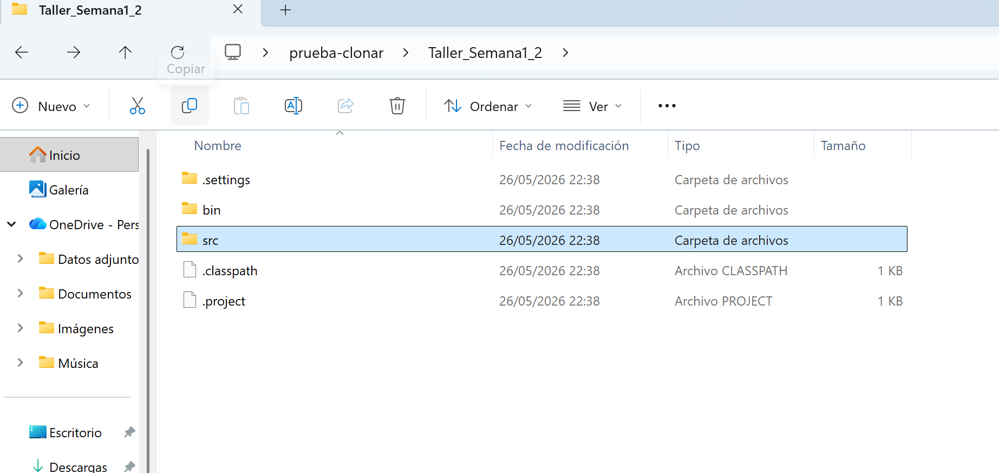 Taller_Semana1_2
prueba-clonar
Taller_Semana1_2
Copiar
Nuevo
Ordenar
Ver
Nombre Fecha de modificación Tipo Tamaño
.settings 26/05/2026 22:38 Carpeta de archivos
bin 26/05/2026 22:38 Carpeta de archivos
src 26/05/2026 22:38 Carpeta de archivos
.classpath 26/05/2026 22:38 Archivo CLASSPATH 1 KB
.project 26/05/2026 22:38 Archivo PROJECT 1 KB
Inicio
Galería
OneDrive - Pers
Datos adjunto
Documentos
Imágenes
Música
Escritorio
Descargas